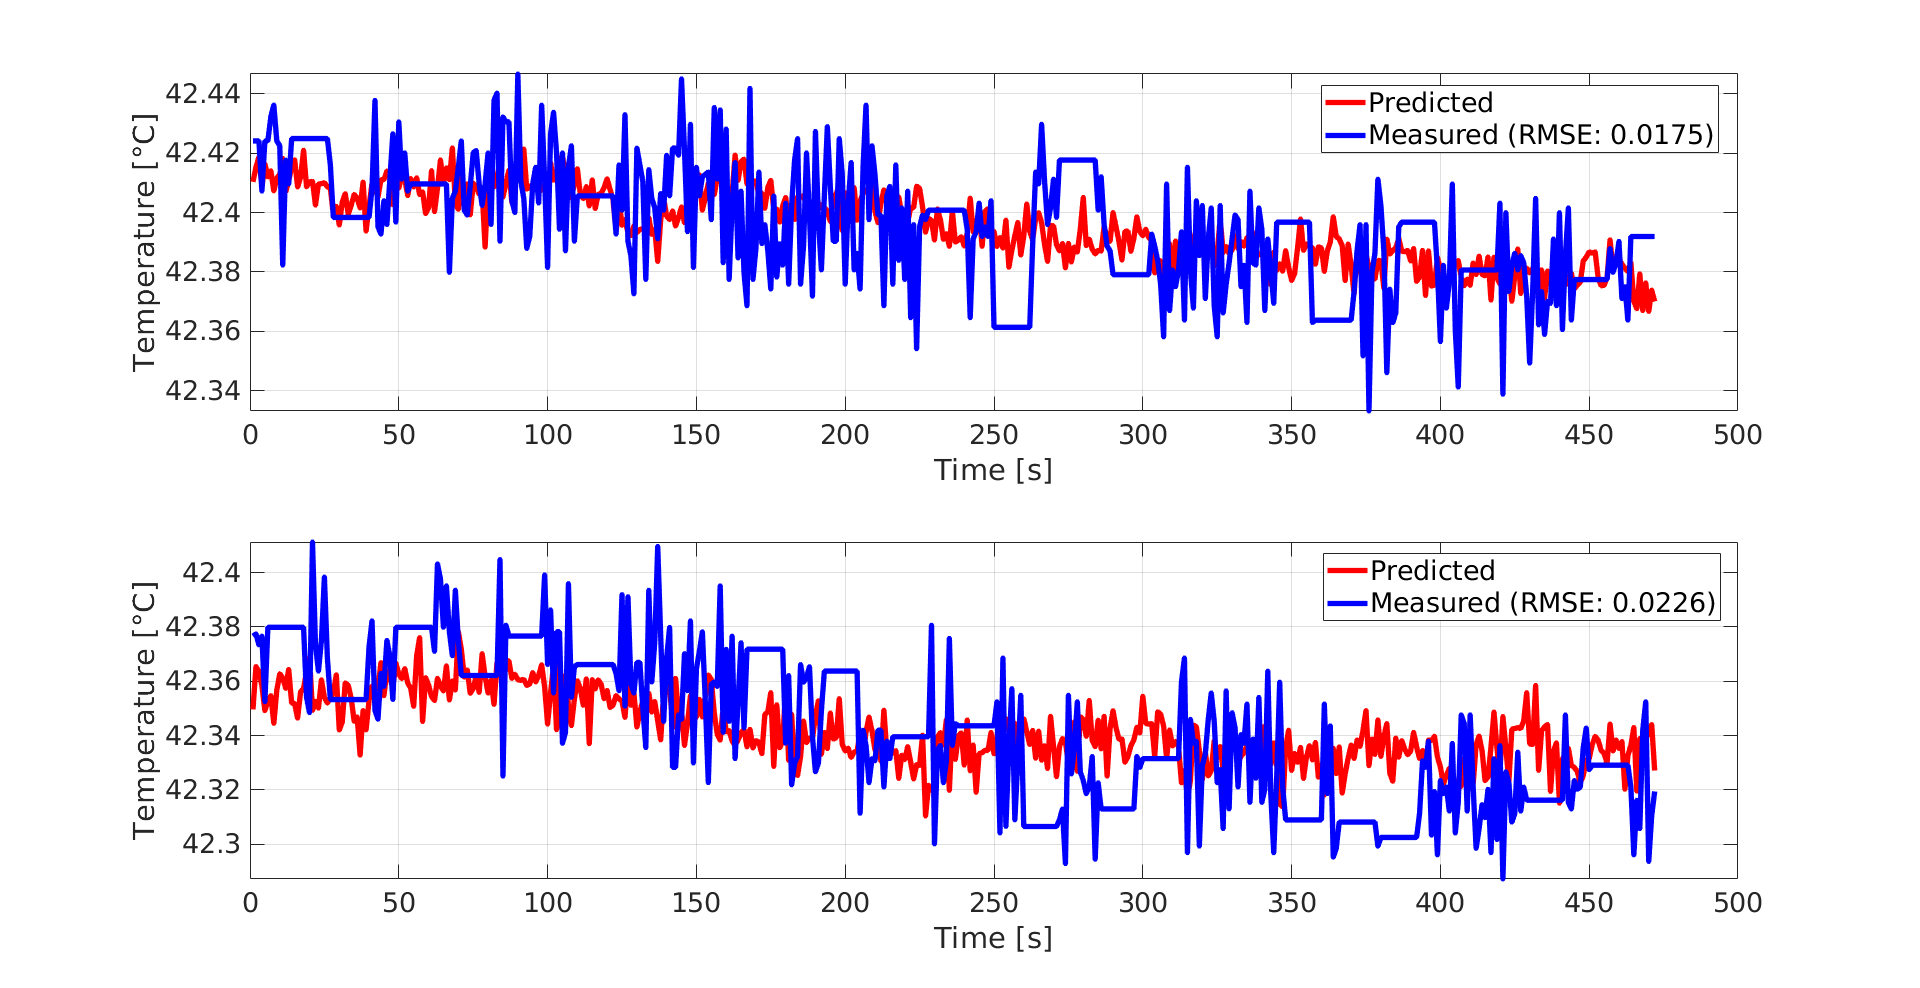 42.44
42.42
42.4
42.38
42.36
42.34
Temperature [°C]
Predicted
Measured (RMSE: 0.0175)
0 50 100 150 200 250 300 350 400 450 500
Time [s]
42.4
42.38
42.36
42.34
42.32
42.3
Temperature [°C]
Predicted
Measured (RMSE: 0.0226)
0 50 100 150 200 250 300 350 400 450 500
Time [s]